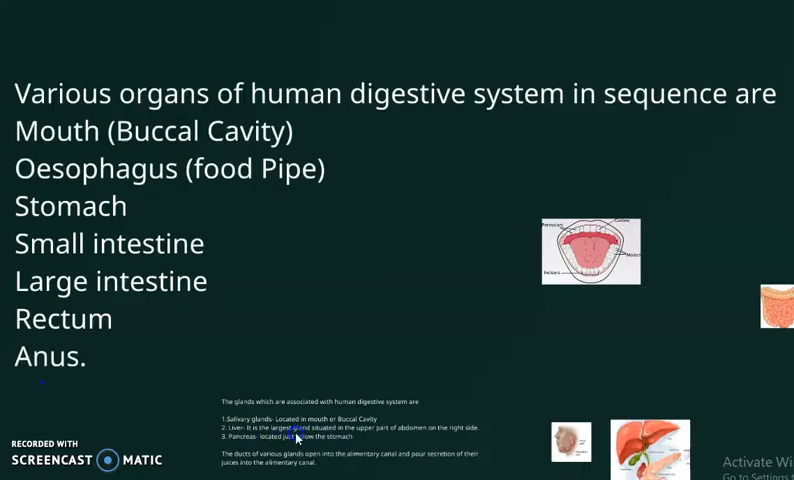 Various organs of human digestive system in sequence are
Mouth (Buccal Cavity)
Oesophagus (food Pipe)
Stomach
Small intestine
Large intestine
Rectum
Anus.
Premolars
Canine
Molars
Incisors
The glands which are associated with human digestive system are
1.Salivary glands- Located in mouth or Buccal Cavity
2. Liver- It is the largest gland situated in the upper part of abdomen on the right side.
3. Pancreas- located just below the stomach
The ducts of various glands open into the alimentary canal and pour secretion of their
juices into the alimentary canal.
RECORDED WITH
SCREENCAST MATIC
Activate Wi
Go to Settings t